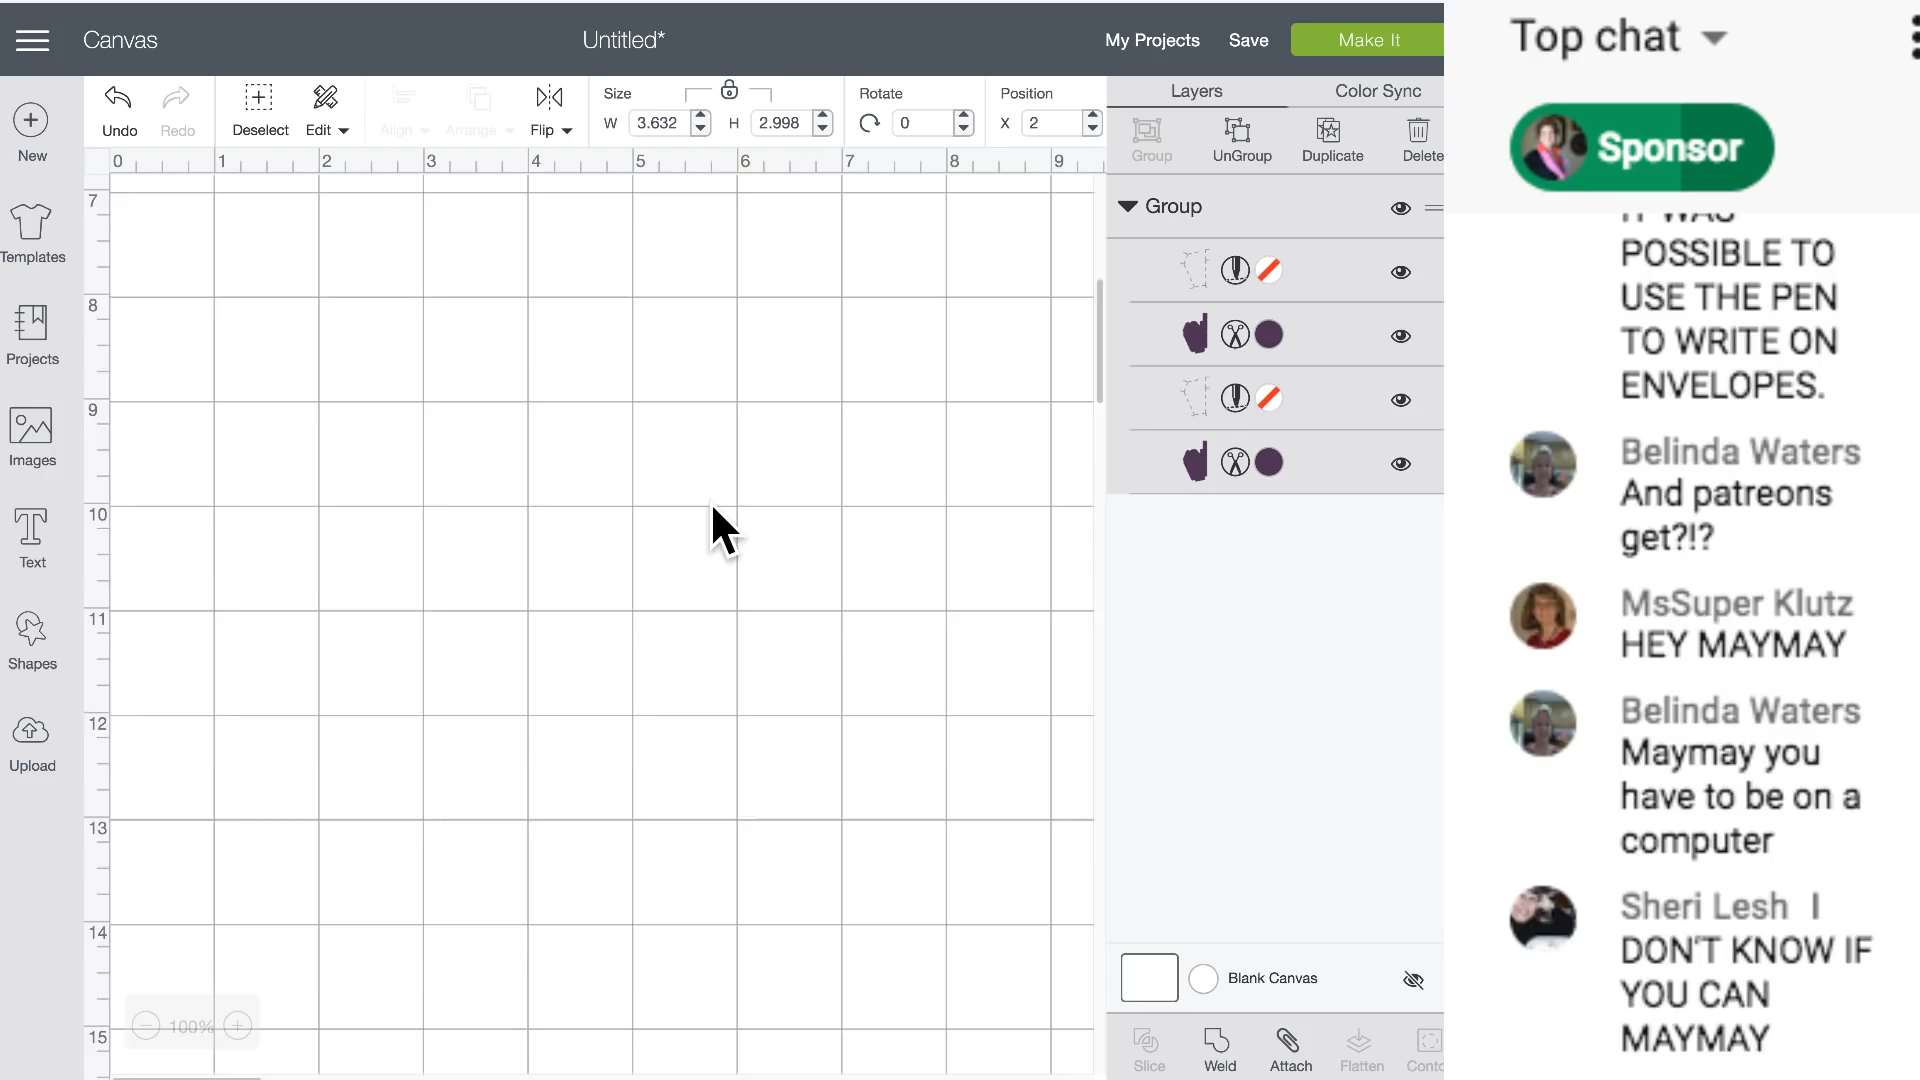 Canvas
Untitled*
My Projects
Save
Make It
Undo
Redo
Deselect
Edit
Align
Arrange
Flip
Size
W 3.632
H 2.998
Rotate
0
Position
X 2
Layers
Color Sync
Group
UnGroup
Duplicate
Delete
New
Templates
Projects
Images
Text
Shapes
Upload
0 1 2 3 4 5 6 7 8 9
7
8
9
10
11
12
13
14
15
100%
Group
Blank Canvas
Slice
Weld
Attach
Flatten
Conto
Top chat
Sponsor
IT WAS
POSSIBLE TO
USE THE PEN
TO WRITE ON
ENVELOPES.
Belinda Waters
And patreons
get?!?
MsSuper Klutz
HEY MAYMAY
Belinda Waters
Maymay you
have to be on a
computer
Sheri Lesh I
DON'T KNOW IF
YOU CAN
MAYMAY